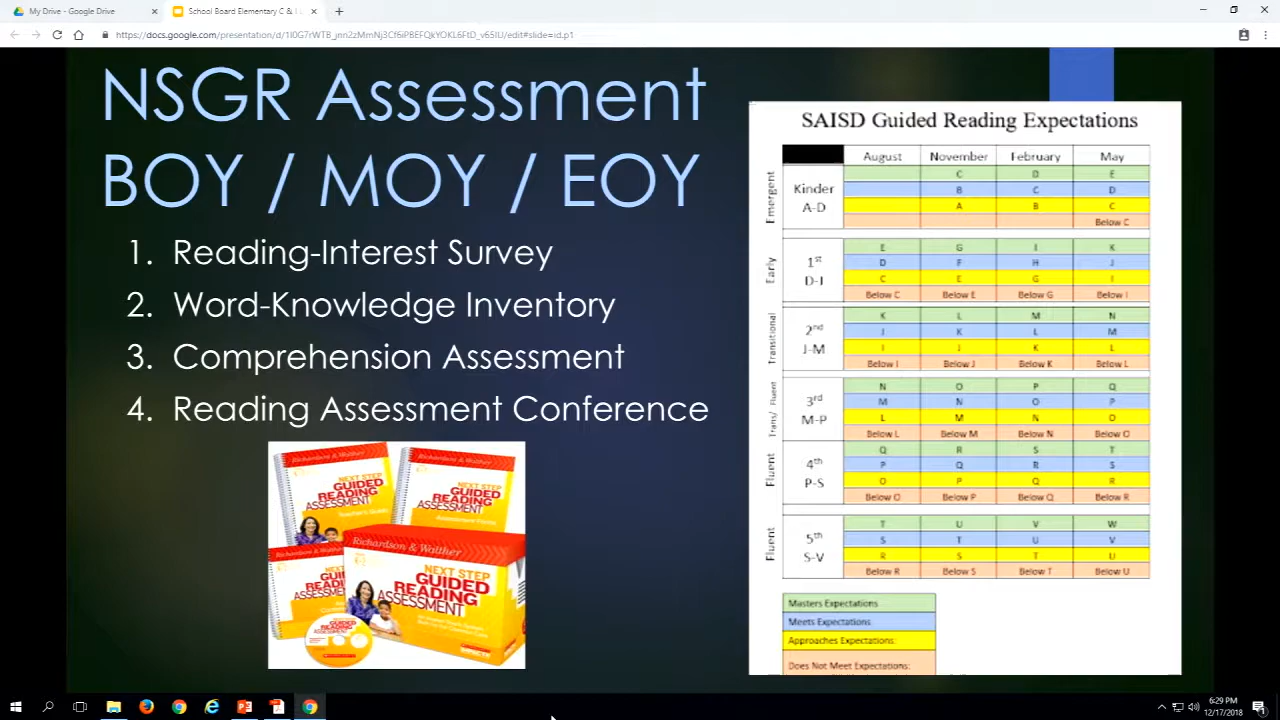 My Drive - Google Drive
School Board Elementary C &
NSGR Assessment
BOY / MOY / EOY
1. Reading-Interest Survey
2. Word-Knowledge Inventory
3. Comprehension Assessment
4. Reading Assessment Conference
Richardson & Walther
NEXT STEP
GUIDED
READING
ASSESSMENT
SAISD Guided Reading Expectations
August November February May
Emergent
Kinder
A-D
C D E
B C D
A B C
Below C
Early
1st
D-I
E G I K
D F H J
C E G I
Below C Below E Below G Below I
Transitional
2nd
J-M
K L M N
J K L M
I J K L
Below I Below J Below K Below L
Trans/ Fluent
3rd
M-P
N O P Q
M N O P
L M N O
Below L Below M Below N Below O
Fluent
4th
P-S
Q R S T
P Q R S
O P Q R
Below O Below P Below Q Below R
Fluent
5th
S-V
T U V W
S T U V
R S T U
Below R Below S Below T Below U
Masters Expectations
Meets Expectations
Approaches Expectations:
Does Not Meet Expectations:
6:29 PM
12/17/2018